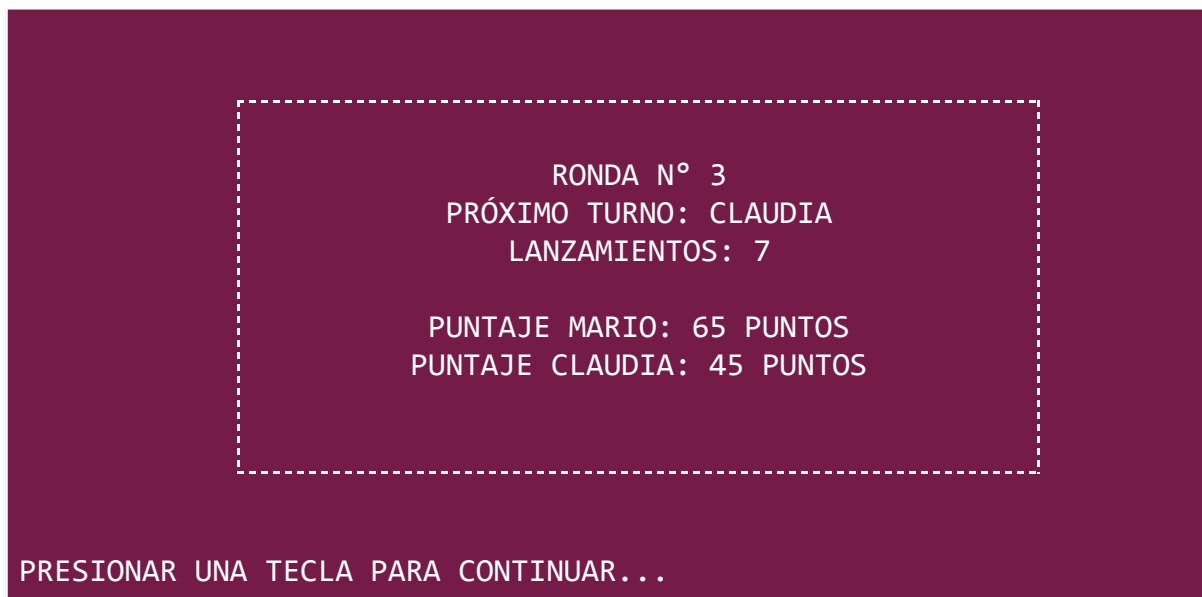 RONDA N° 3
PRÓXIMO TURNO: CLAUDIA
LANZAMIENTOS: 7
PUNTAJE MARIO: 65 PUNTOS
PUNTAJE CLAUDIA: 45 PUNTOS
PRESIONAR UNA TECLA PARA CONTINUAR...